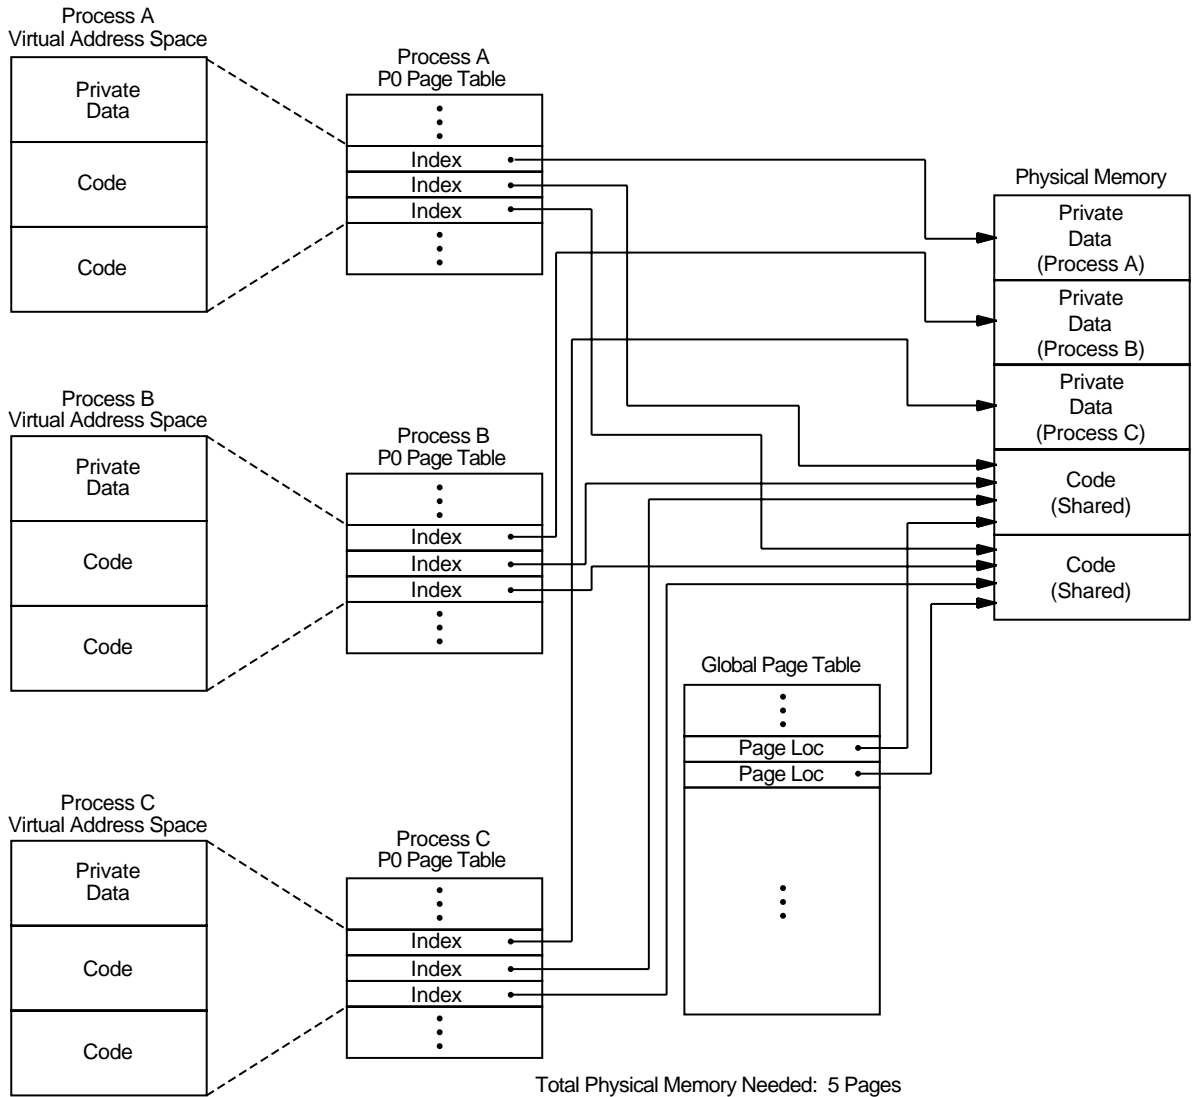 Process A
Virtual Address Space
Private
Data
Code
Code
Process A
P0 Page Table
Index
Index
Index
Physical Memory
Private
Data
(Process A)
Private
Data
(Process B)
Private
Data
(Process C)
Code
(Shared)
Code
(Shared)
Process B
Virtual Address Space
Private
Data
Code
Code
Process B
P0 Page Table
Index
Index
Index
Global Page Table
Page Loc
Page Loc
Process C
Virtual Address Space
Private
Data
Code
Code
Process C
P0 Page Table
Index
Index
Index
Total Physical Memory Needed: 5 Pages